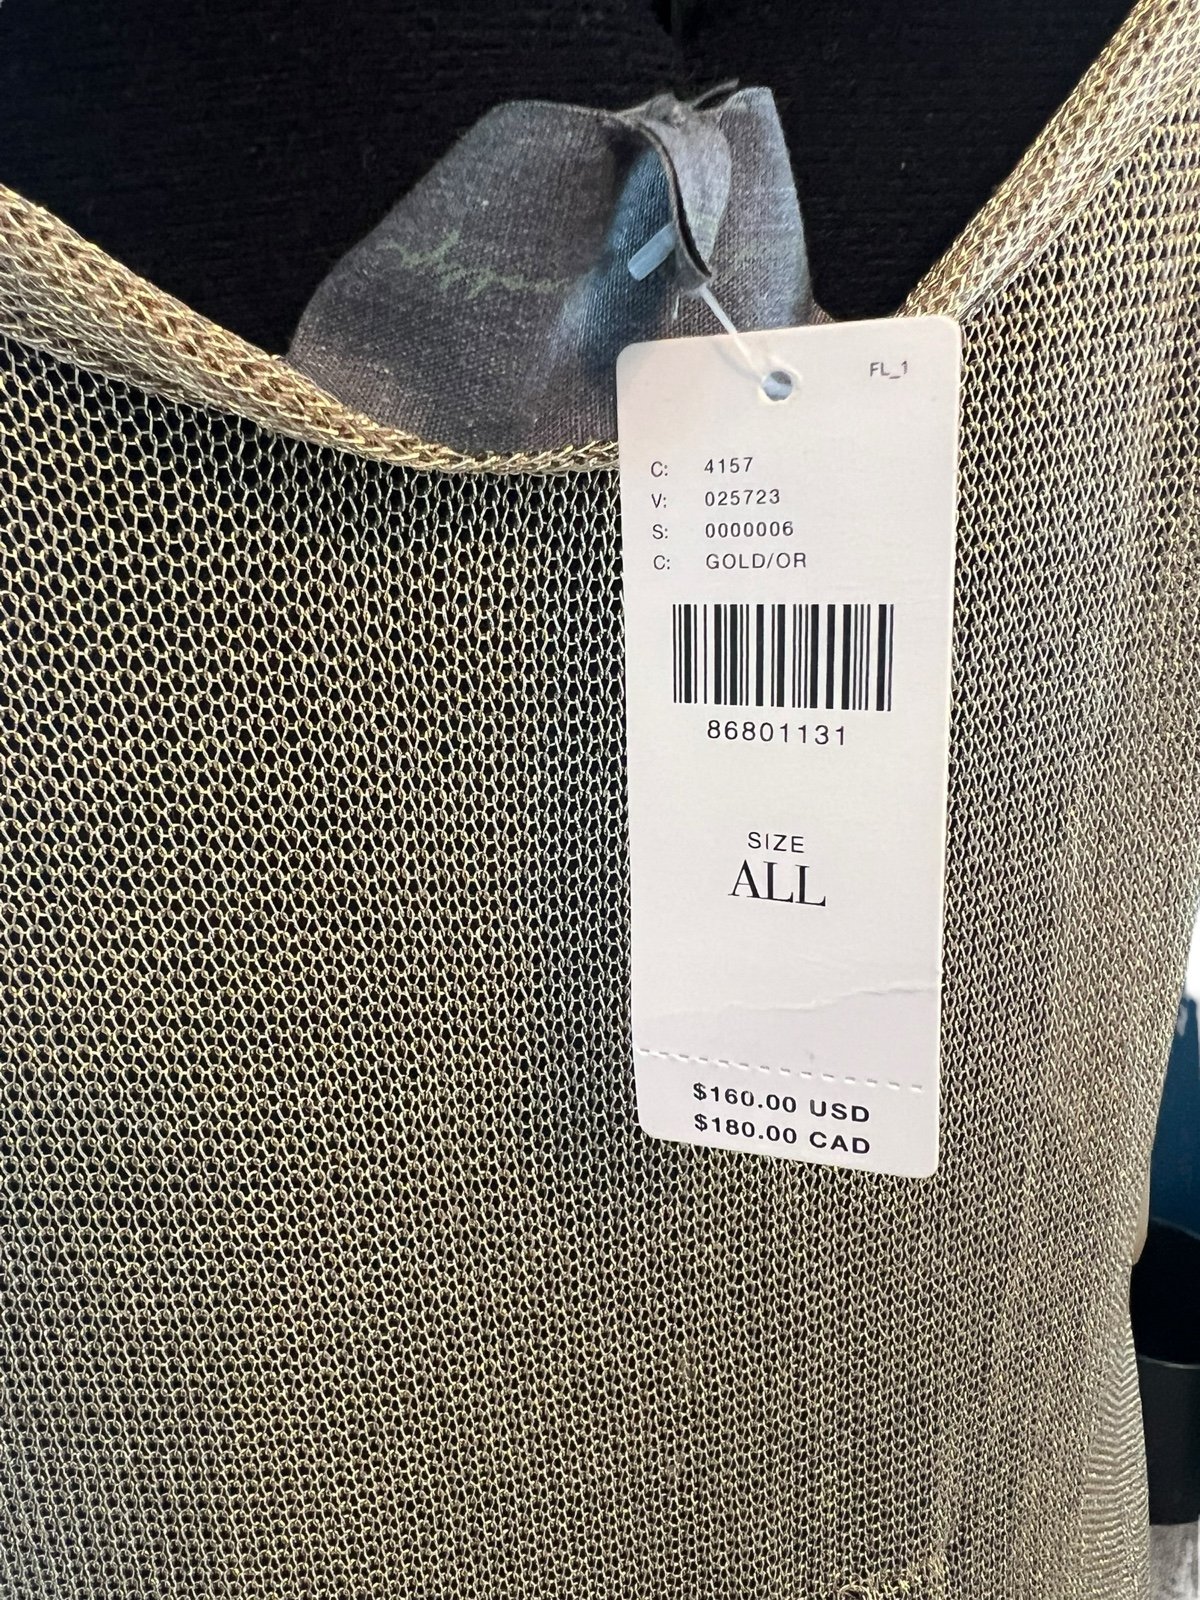 FL_1
C: 4157
V: 025723
S: 0000006
C: GOLD/OR
86801131
SIZE
ALL
$160.00 USD
$180.00 CAD